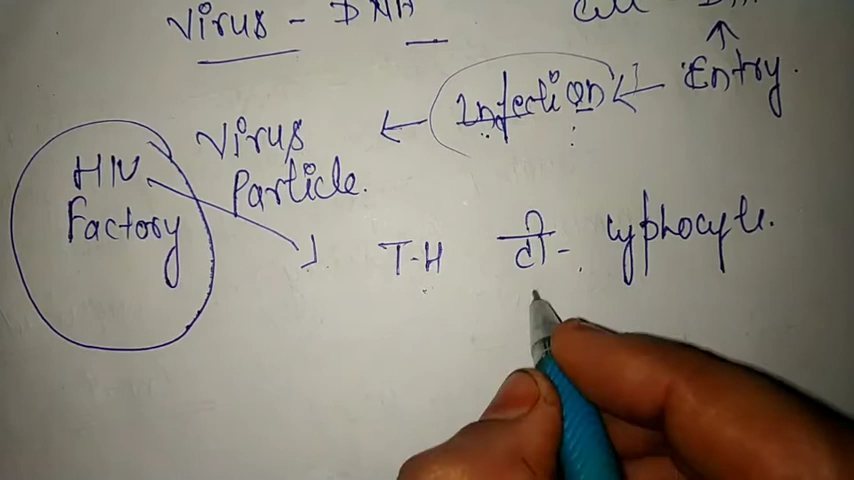 Virus - DNA
Infection ← Entry.
Virus ←
Particle.
HIV
Factory
T-H टी- lyphocyte.